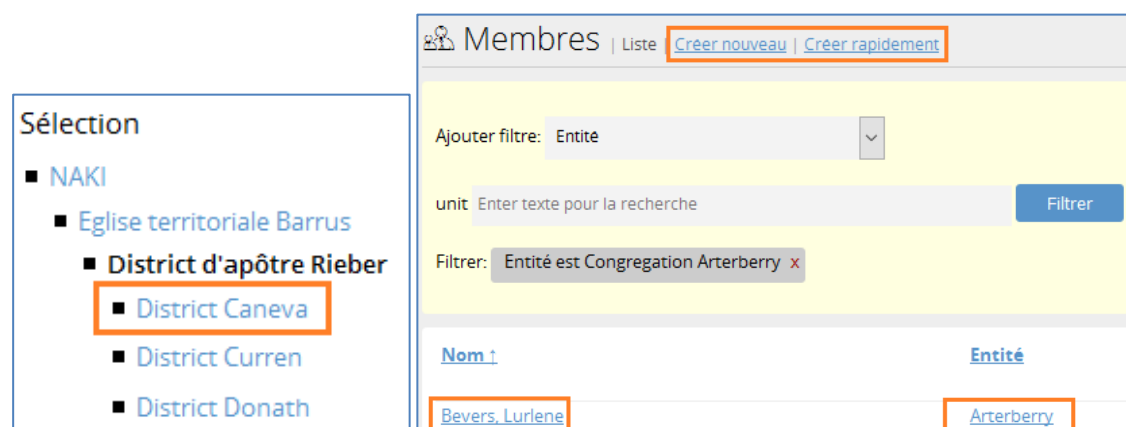 Sélection
NAKI
Eglise territoriale Barrus
District d'apôtre Rieber
District Caneva
District Curren
District Donath
Membres | Liste | Créer nouveau | Créer rapidement
Ajouter filtre: Entité
unit Enter texte pour la recherche Filtrer
Filtrer: Entité est Congregation Arterberry x
Nom ↑ Entité
Bevers, Lurlene Arterberry